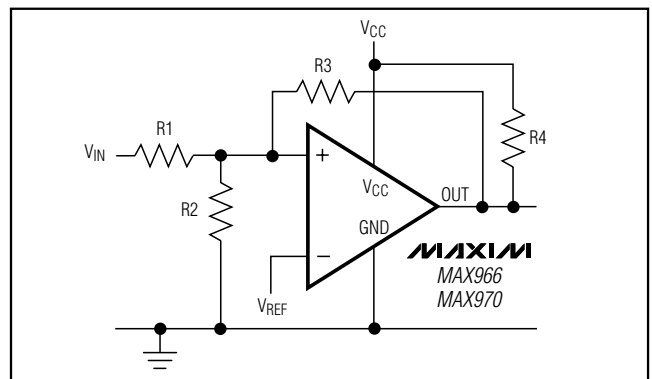 VCC
R3
R1
VIN
R4
+
VCC
R2
OUT
GND
MAXIM
−
MAX966
MAX970
VREF